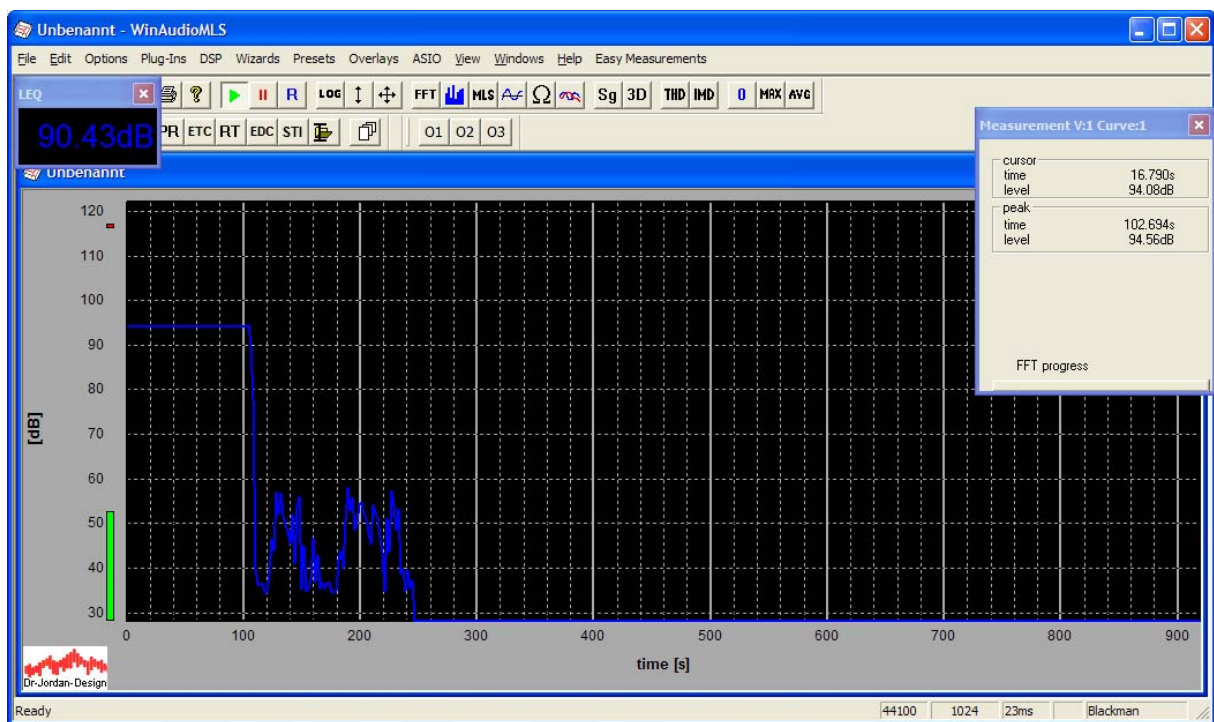 Unbenannt - WinAudioMLS
File Edit Options Plug-Ins DSP Wizards Presets Overlays ASIO View Windows Help Easy Measurements
LEQ
90.43dB
R LOG FFT MLS Ω Sg 3D THD IMD 0 MAX AVG
PR ETC RT EDC STI O1 O2 O3
Unbenannt
Measurement V:1 Curve:1
cursor
time 16.790s
level 94.08dB
peak
time 102.694s
level 94.56dB
FFT progress
120
110
100
90
80
70
60
50
40
30
[dB]
0 100 200 300 400 500 600 700 800 900
time [s]
Dr-Jordan-Design
Ready 44100 1024 23ms Blackman